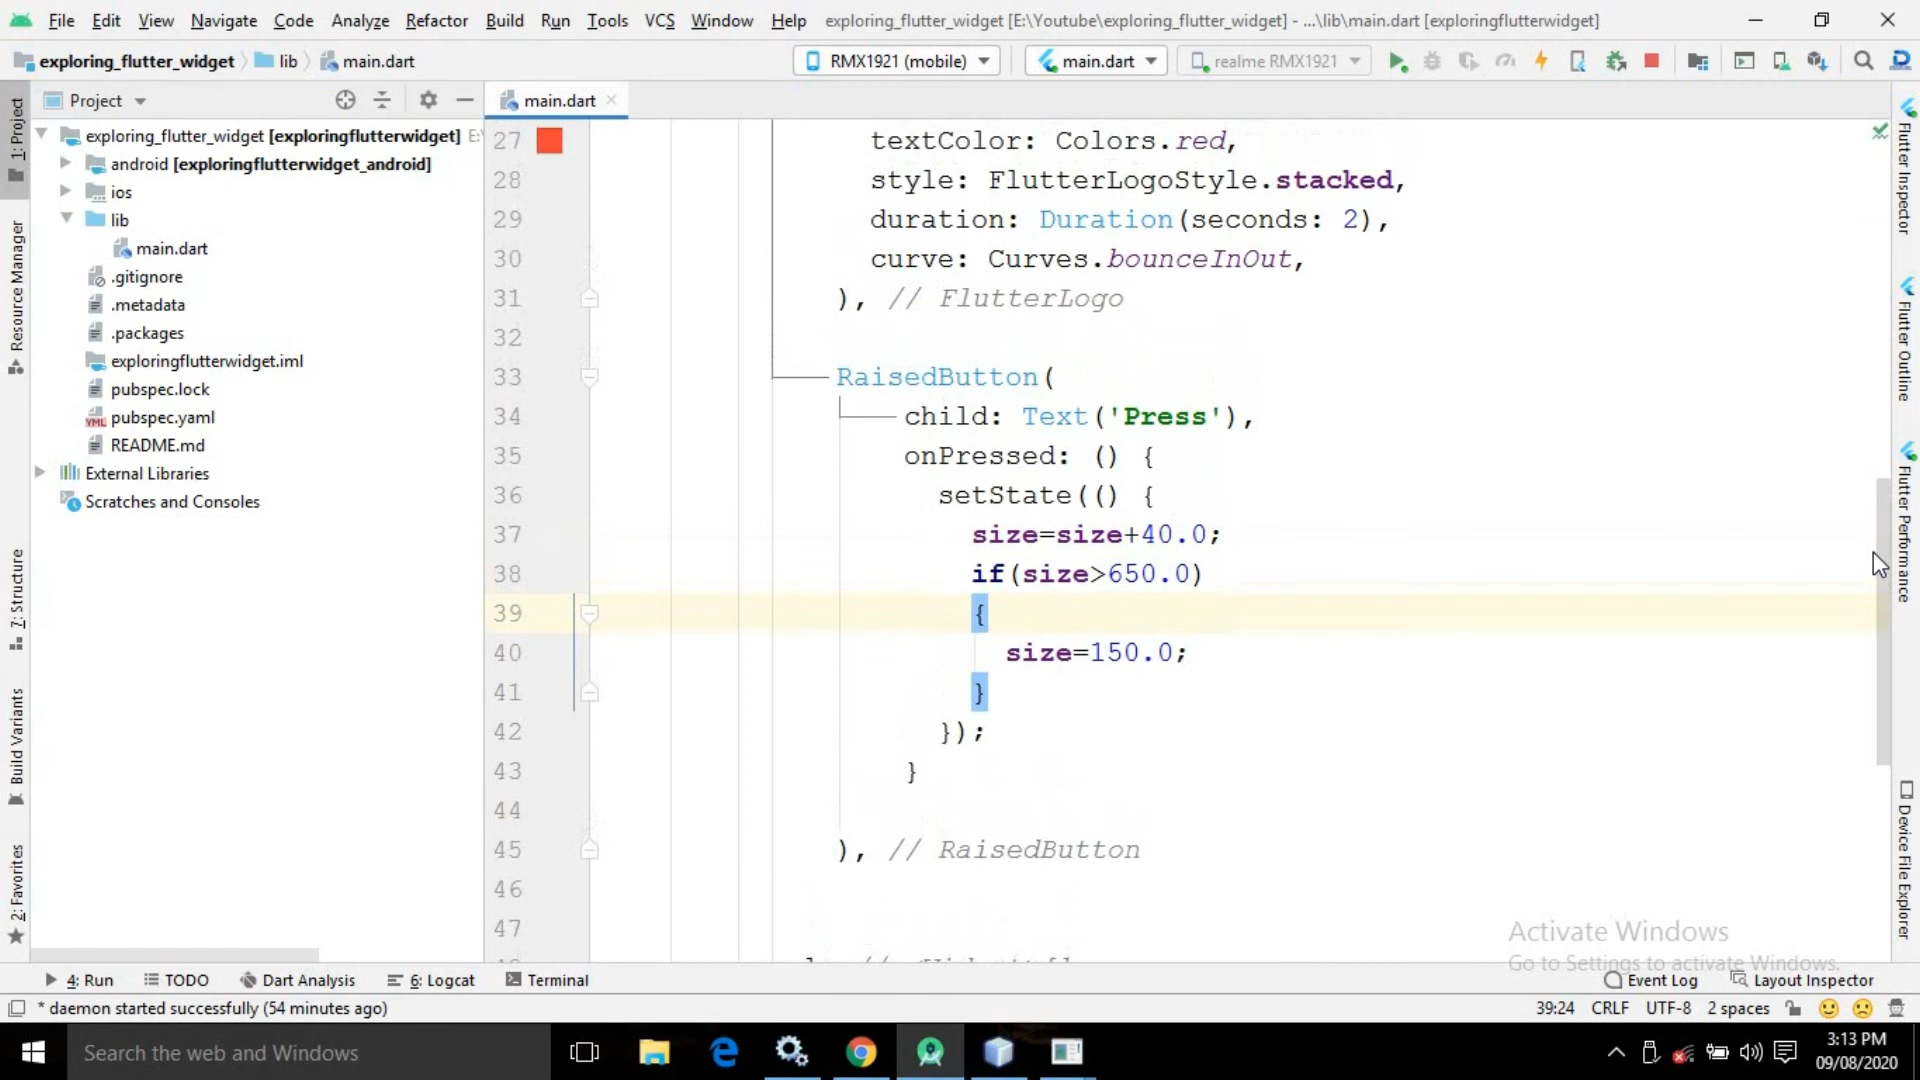 File Edit View Navigate Code Analyze Refactor Build Run Tools VCS Window Help exploring_flutter_widget [E:\Youtube\exploring_flutter_widget] - ...\lib\main.dart [exploringflutterwidget]
exploring_flutter_widget lib main.dart RMX1921 (mobile) main.dart realme RMX1921
Project main.dart
exploring_flutter_widget [exploringflutterwidget] E:\
android [exploringflutterwidget_android]
ios
lib
main.dart
.gitignore
.metadata
.packages
exploringflutterwidget.iml
pubspec.lock
pubspec.yaml
README.md
External Libraries
Scratches and Consoles
1: Project
Resource Manager
7: Structure
Build Variants
2: Favorites
27 textColor: Colors.red,
28 style: FlutterLogoStyle.stacked,
29 duration: Duration(seconds: 2),
30 curve: Curves.bounceInOut,
31 ), // FlutterLogo
32
33 RaisedButton(
34 child: Text('Press'),
35 onPressed: () {
36 setState(() {
37 size=size+40.0;
38 if(size>650.0)
39 {
40 size=150.0;
41 }
42 });
43 }
44
45 ), // RaisedButton
46
47
Flutter Inspector
Flutter Outline
Flutter Performance
Device File Explorer
Activate Windows
Go to Settings to activate Windows.
4: Run TODO Dart Analysis 6: Logcat Terminal Event Log Layout Inspector
* daemon started successfully (54 minutes ago) 39:24 CRLF UTF-8 2 spaces
Search the web and Windows
3:13 PM
09/08/2020